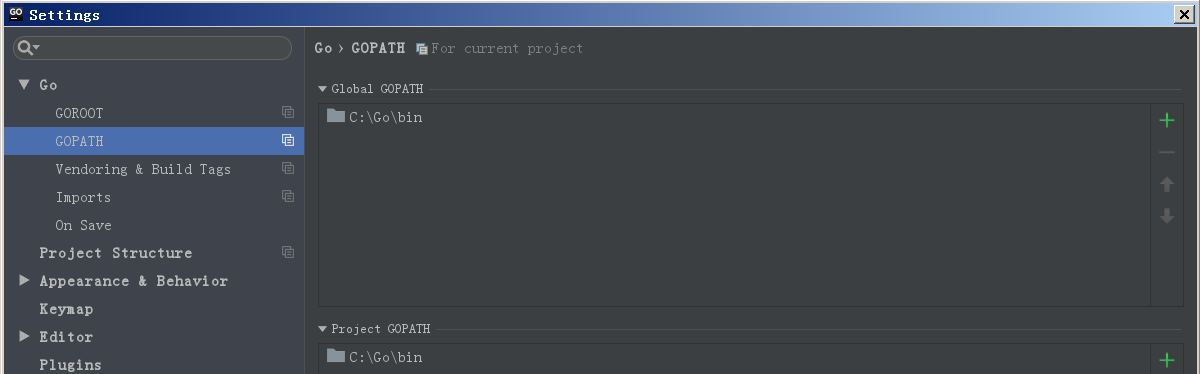 GO Settings
Go
GOROOT
GOPATH
Vendoring & Build Tags
Imports
On Save
Project Structure
Appearance & Behavior
Keymap
Editor
Plugins
Go › GOPATH For current project
Global GOPATH
C:\Go\bin
Project GOPATH
C:\Go\bin